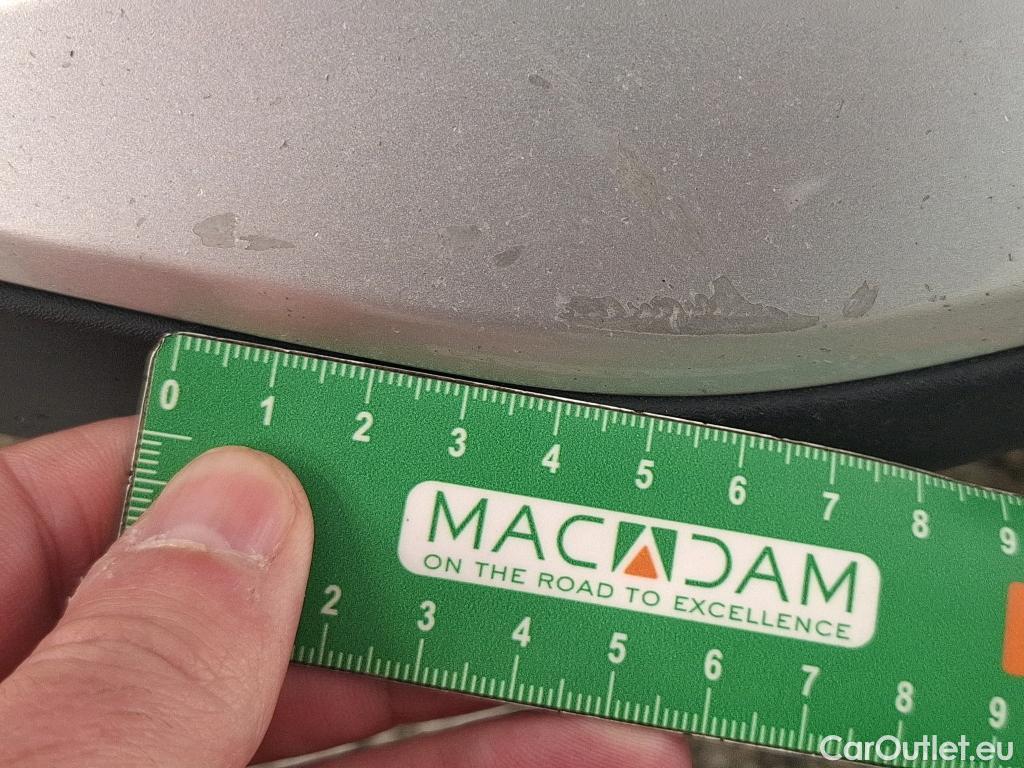 0 1 2 3 4 5 6 7 8 9
MACADAM
ON THE ROAD TO EXCELLENCE
2 3 4 5 6 7 8 9
CarOutlet.eu